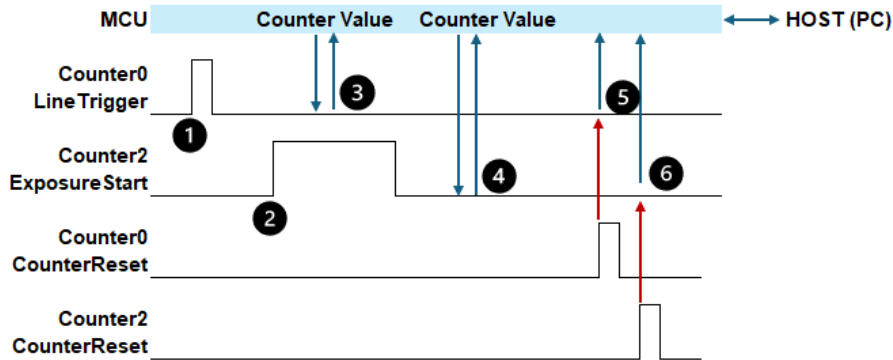 MCU Counter Value Counter Value HOST (PC)
Counter0
LineTrigger
3
5
1
Counter2
ExposureStart
4
6
2
Counter0
CounterReset
Counter2
CounterReset